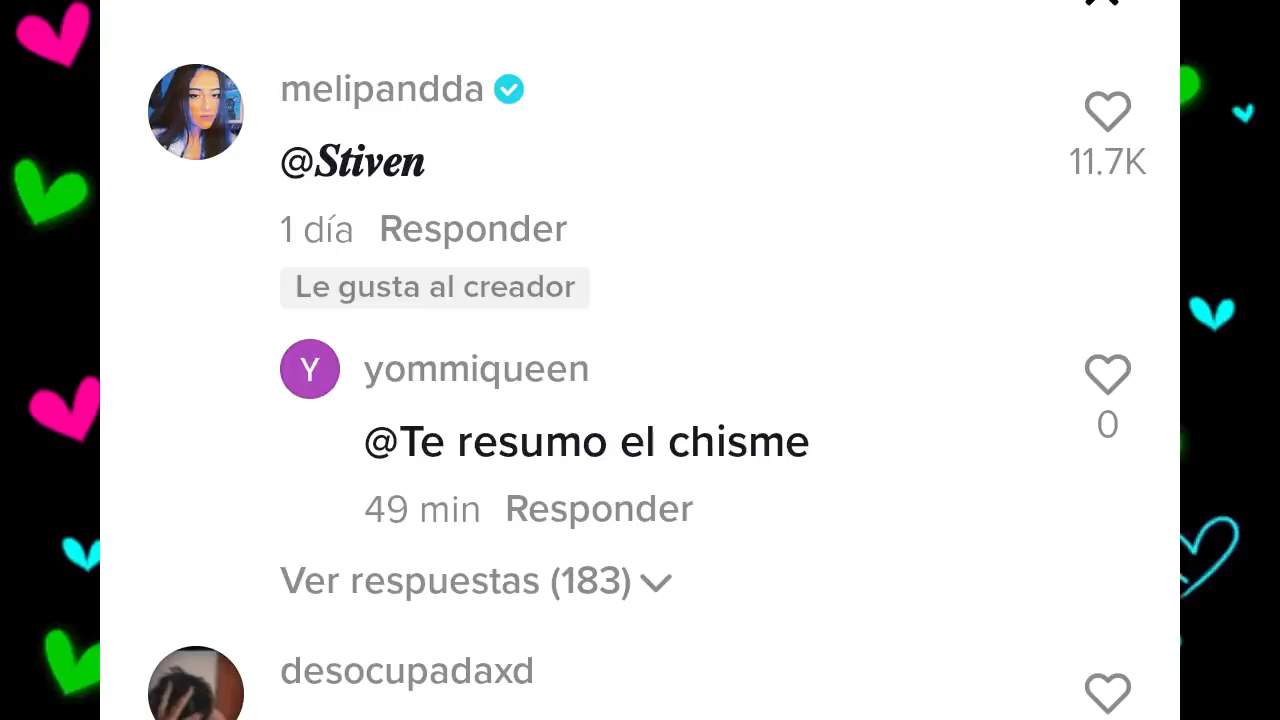 melipandda
@Stiven
11.7K
1 día Responder
Le gusta al creador
Y yommiqueen
@Te resumo el chisme
0
49 min Responder
Ver respuestas (183)
desocupadaxd